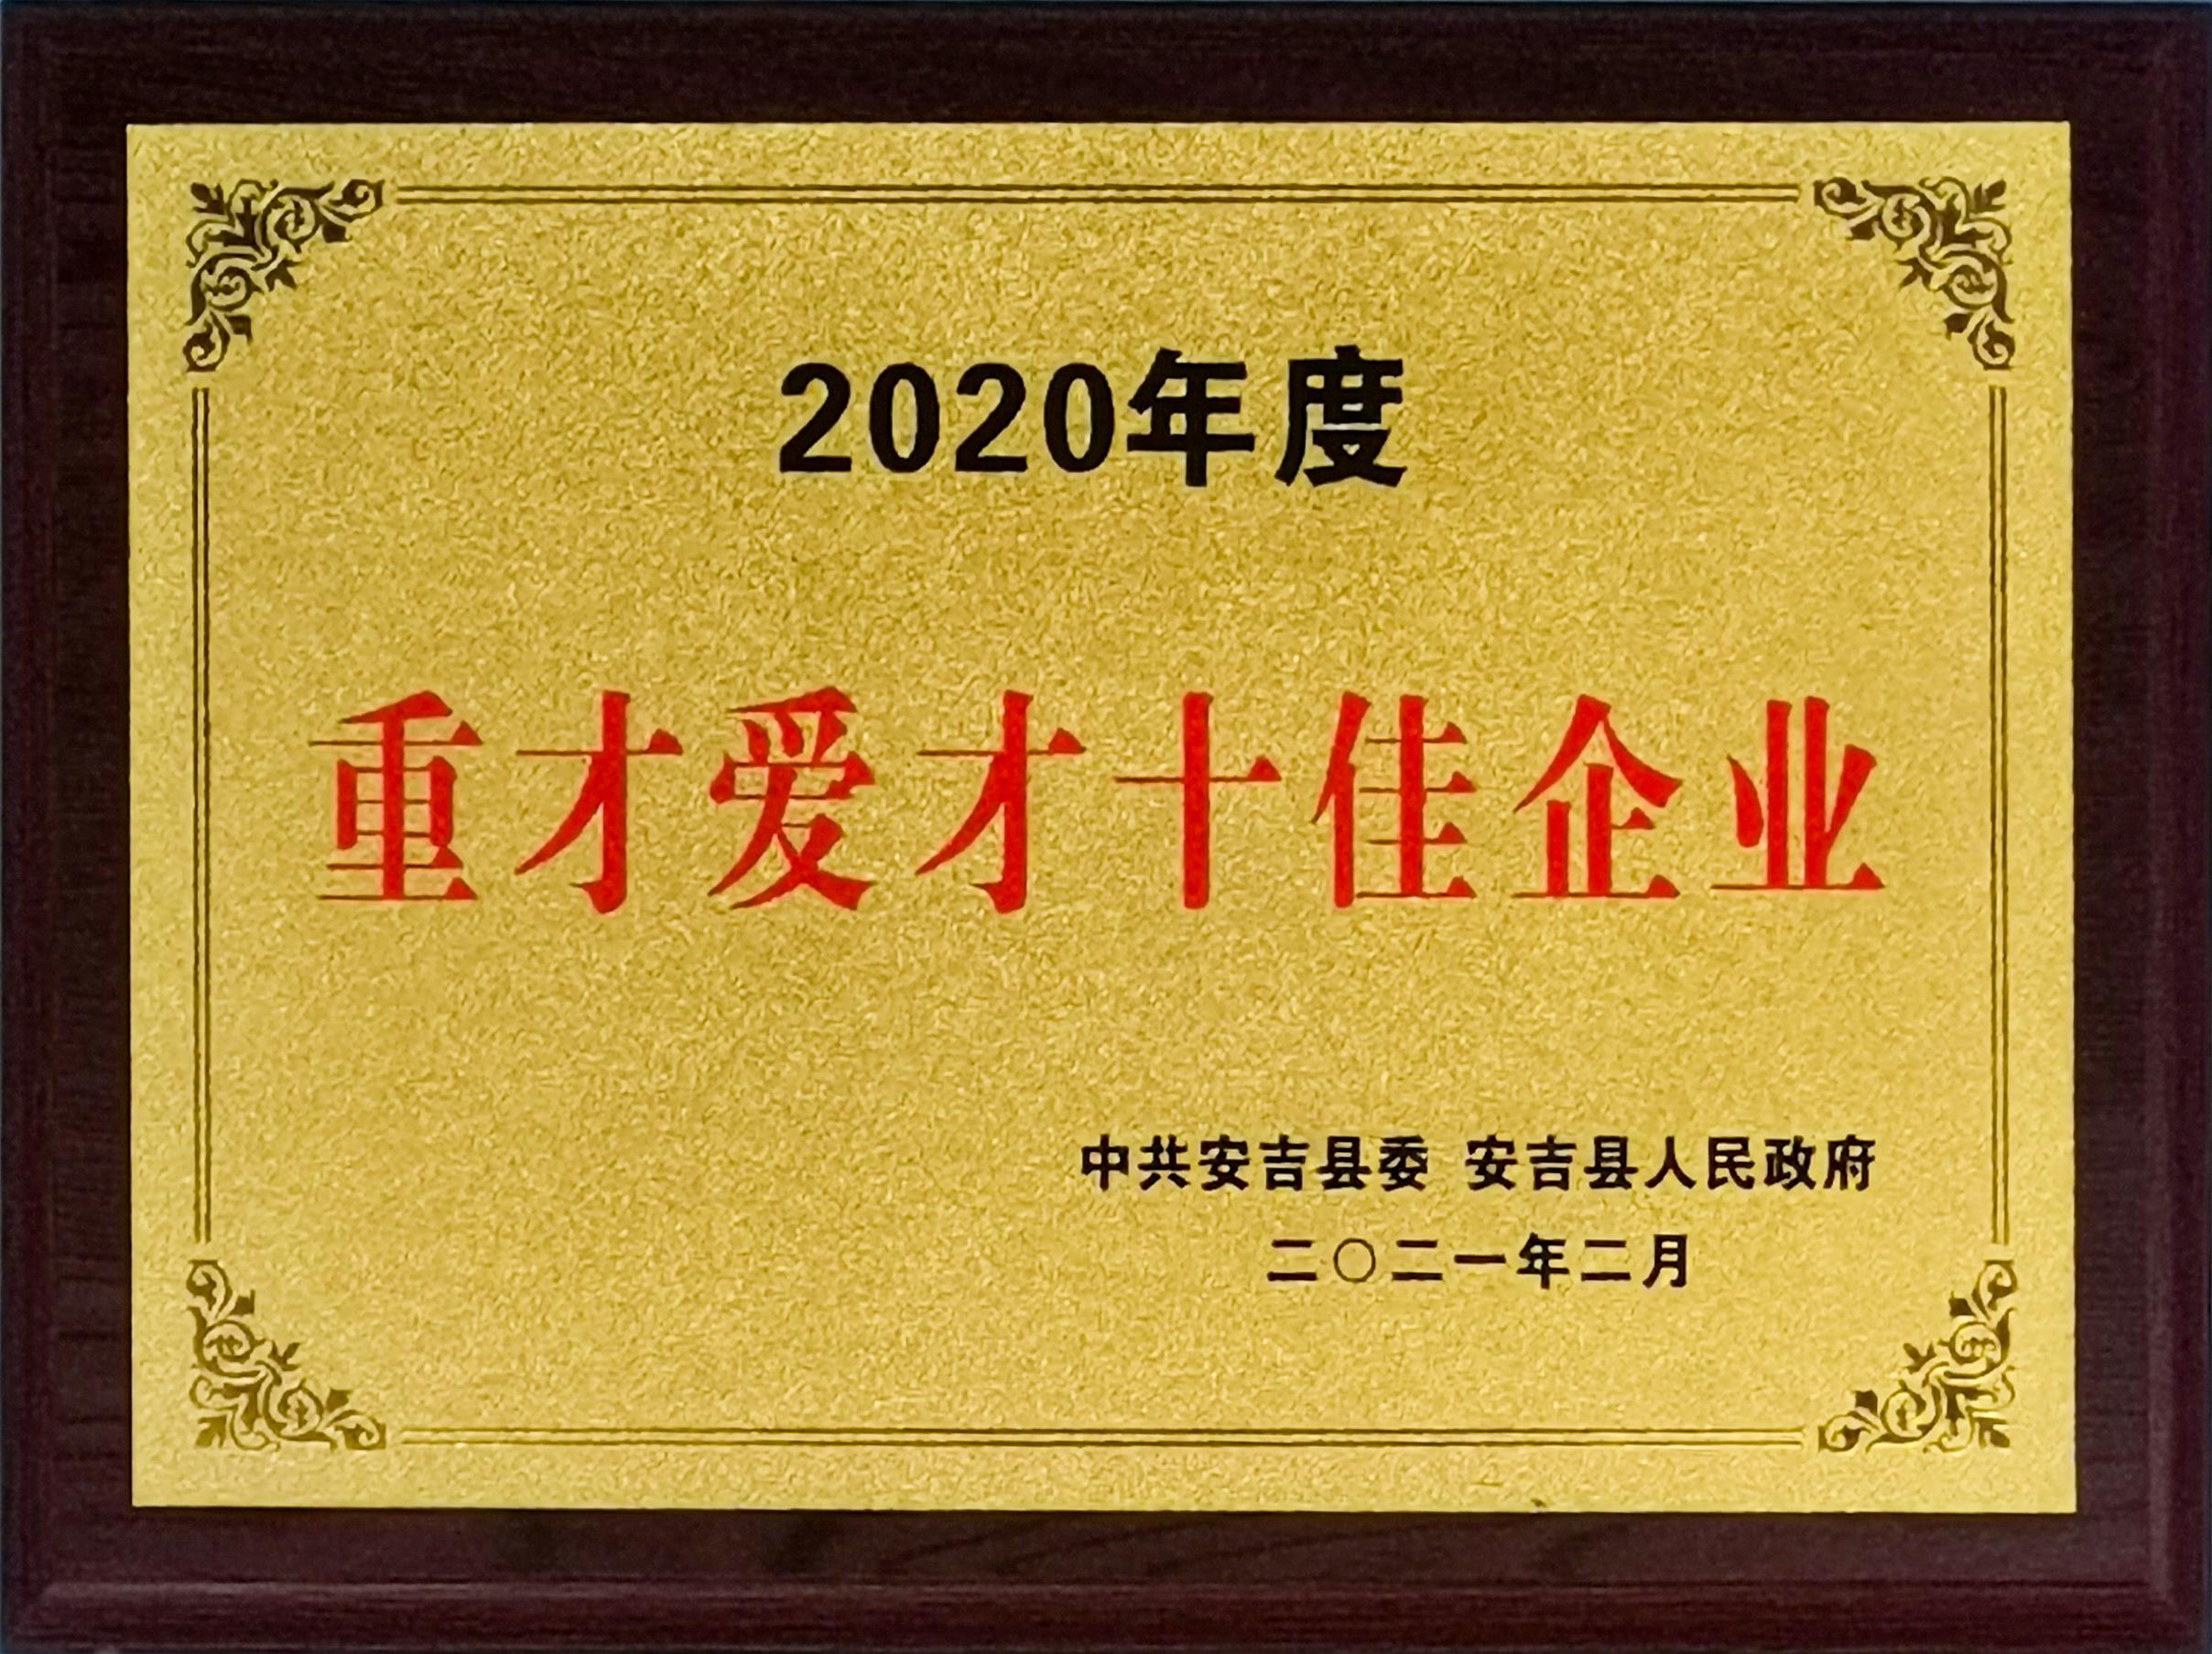 2020年度
重才爱才十佳企业
中共安吉县委 安吉县人民政府
二〇二一年二月